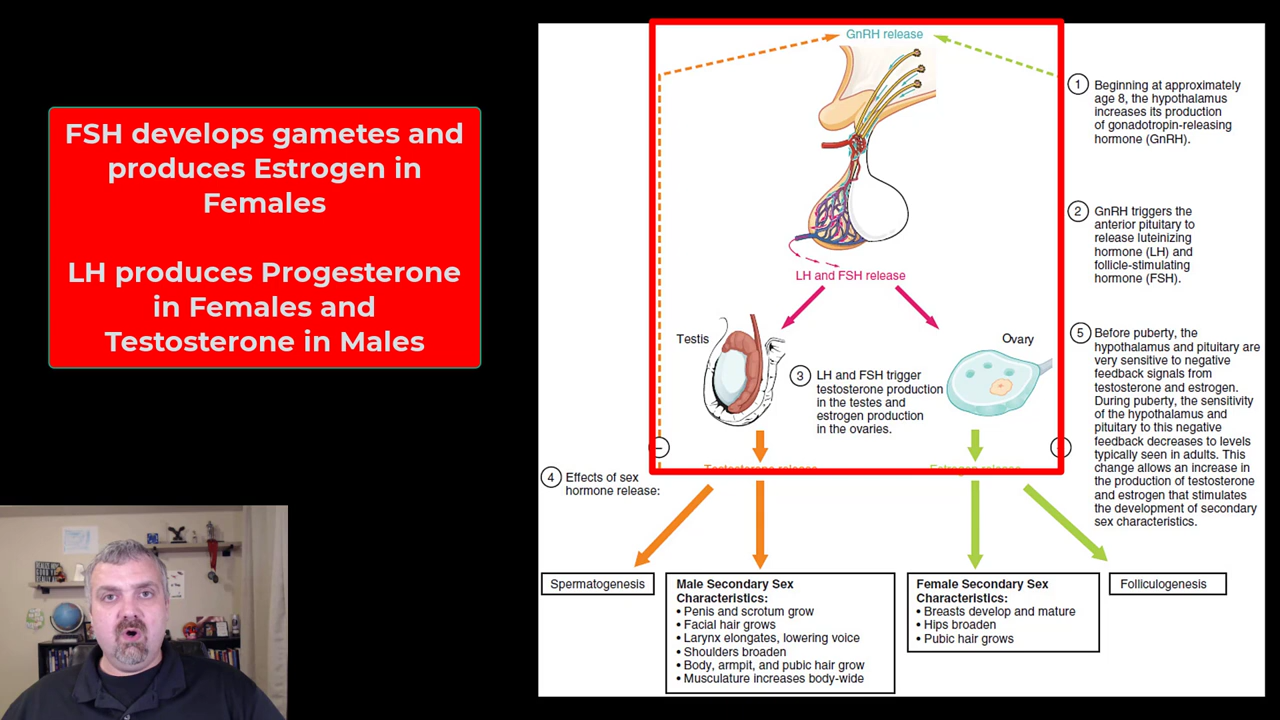 FSH develops gametes and
produces Estrogen in
Females
LH produces Progesterone
in Females and
Testosterone in Males
GnRH release
1 Beginning at approximately
age 8, the hypothalamus
increases its production
of gonadotropin-releasing
hormone (GnRH).
2 GnRH triggers the
anterior pituitary to
release luteinizing
hormone (LH) and
follicle-stimulating
hormone (FSH).
LH and FSH release
Testis
Ovary
3 LH and FSH trigger
testosterone production
in the testes and
estrogen production
in the ovaries.
5 Before puberty, the
hypothalamus and pituitary are
very sensitive to negative
feedback signals from
testosterone and estrogen.
During puberty, the sensitivity
of the hypothalamus and
pituitary to this negative
feedback decreases to levels
typically seen in adults. This
change allows an increase in
the production of testosterone
and estrogen that stimulates
the development of secondary
sex characteristics.
Testosterone release
Estrogen release
4 Effects of sex
hormone release:
Spermatogenesis
Male Secondary Sex
Characteristics:
• Penis and scrotum grow
• Facial hair grows
• Larynx elongates, lowering voice
• Shoulders broaden
• Body, armpit, and pubic hair grow
• Musculature increases body-wide
Female Secondary Sex
Characteristics:
• Breasts develop and mature
• Hips broaden
• Pubic hair grows
Folliculogenesis